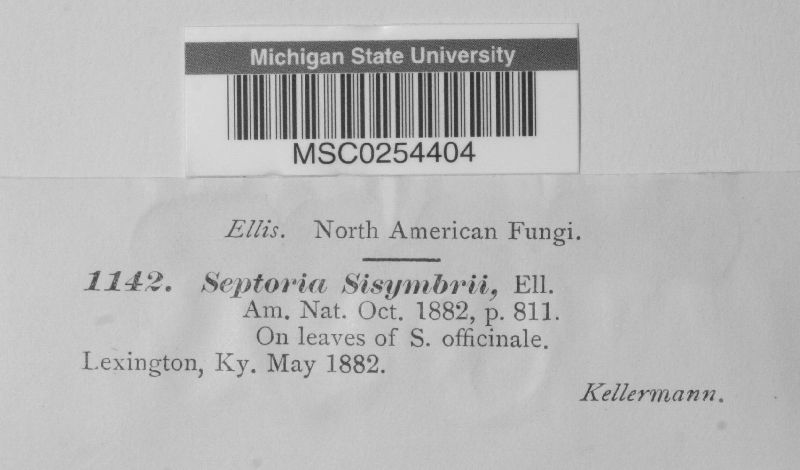 Michigan State University
MSC0254404
Ellis. North American Fungi.
1142. Septoria Sisymbrii, Ell.
Am. Nat. Oct. 1882, p. 811.
On leaves of S. officinale.
Lexington, Ky. May 1882.
Kellermann.